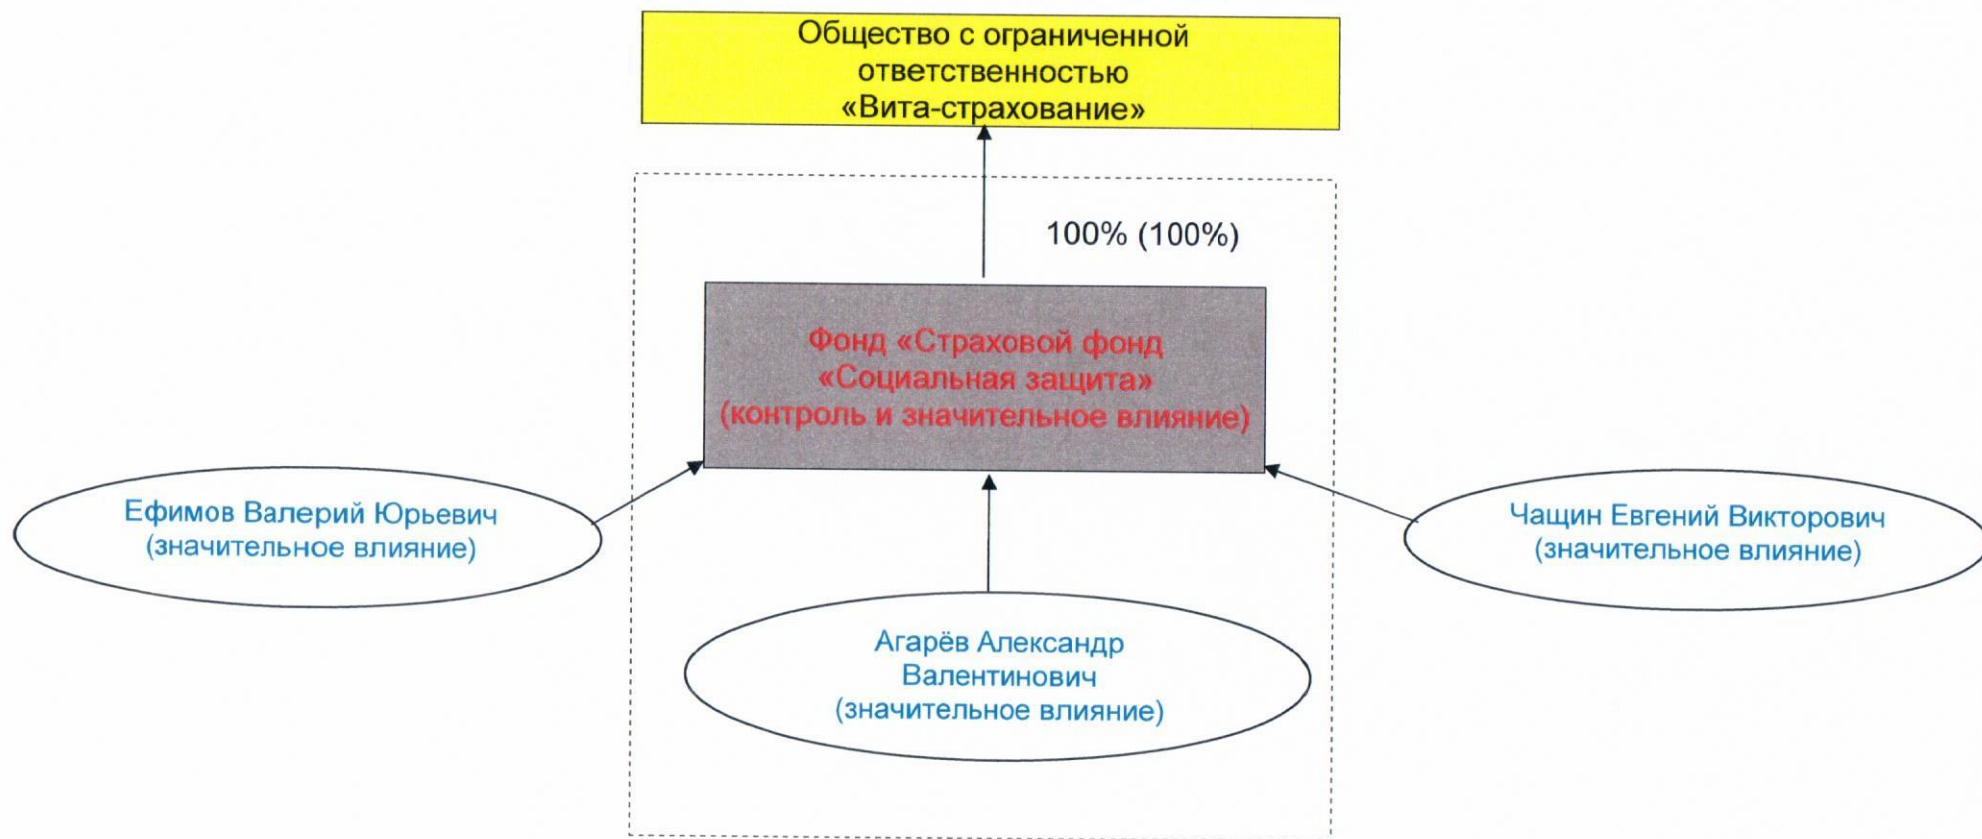 Общество с ограниченной
ответственностью
«Вита-страхование»
100% (100%)
Фонд «Страховой фонд
«Социальная защита»
(контроль и значительное влияние)
Ефимов Валерий Юрьевич
(значительное влияние)
Чащин Евгений Викторович
(значительное влияние)
Агарёв Александр
Валентинович
(значительное влияние)